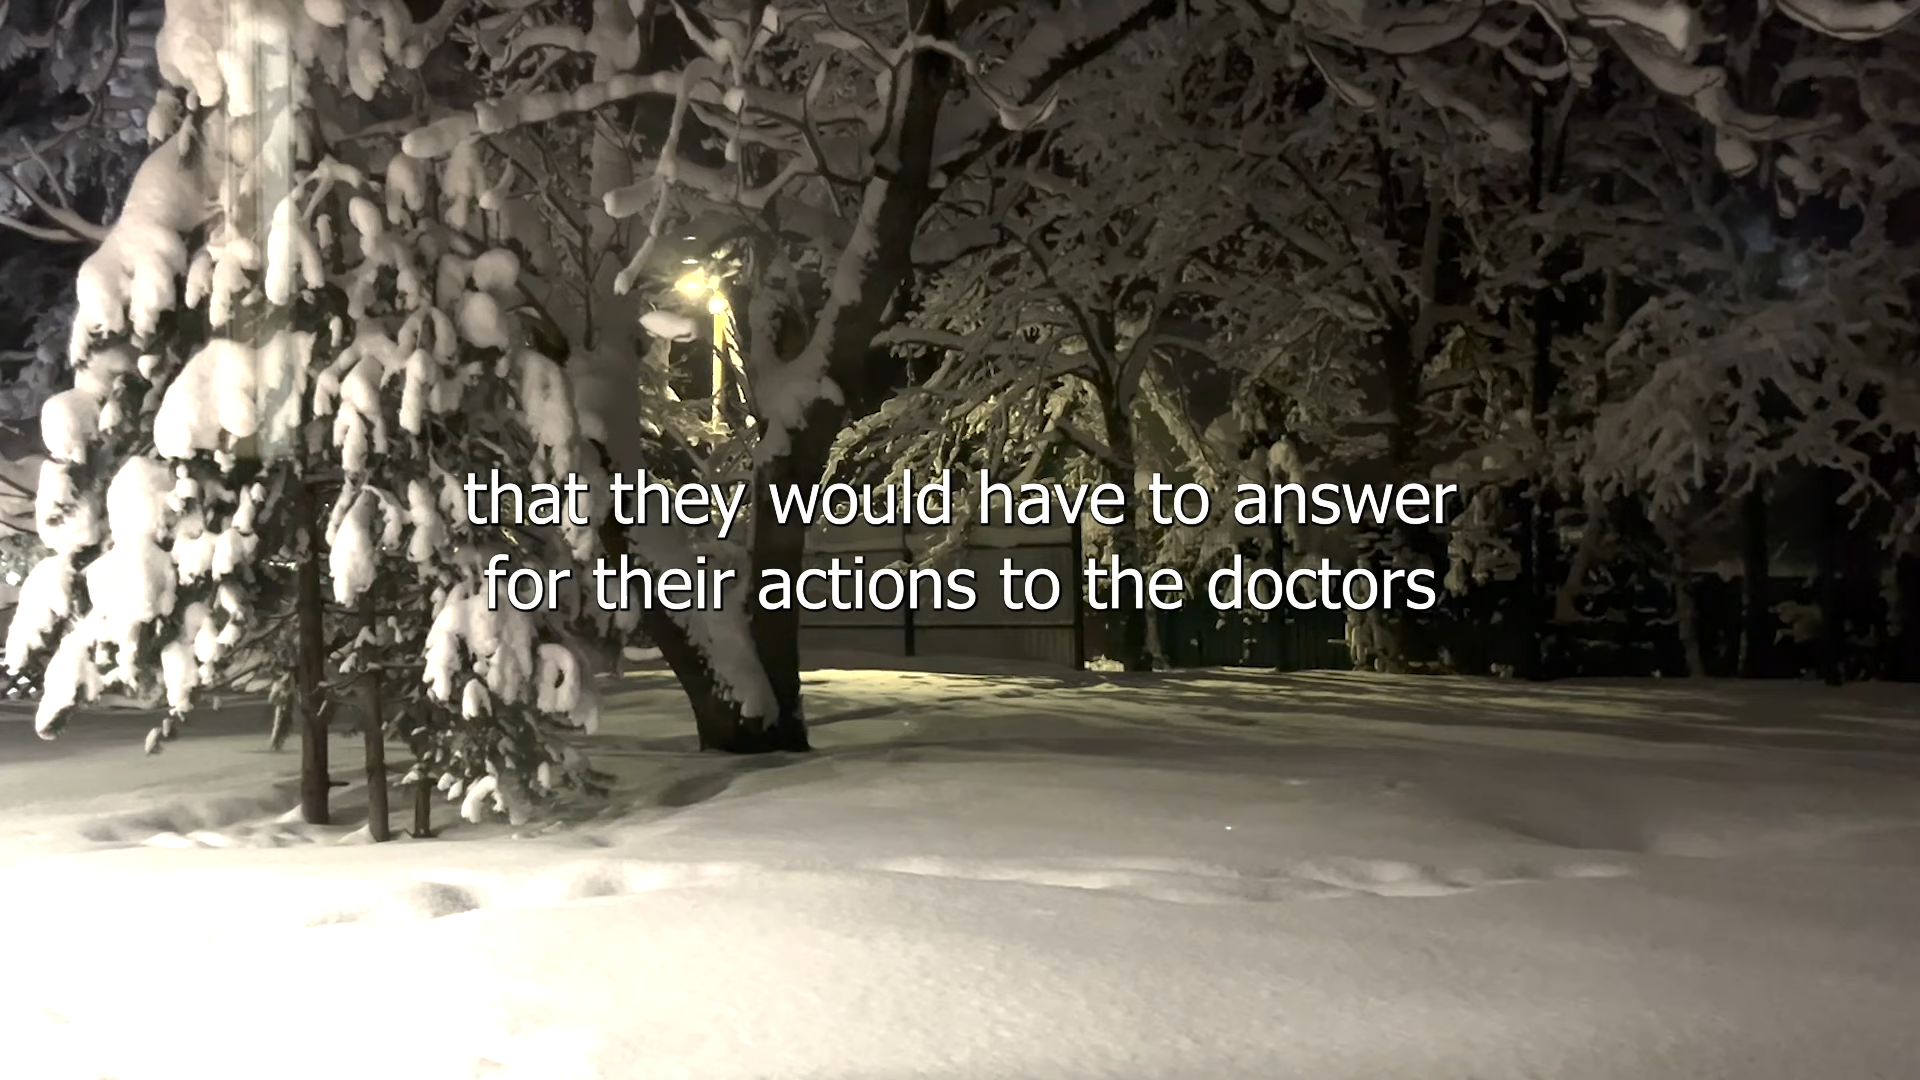 that they would have to answer
for their actions to the doctors